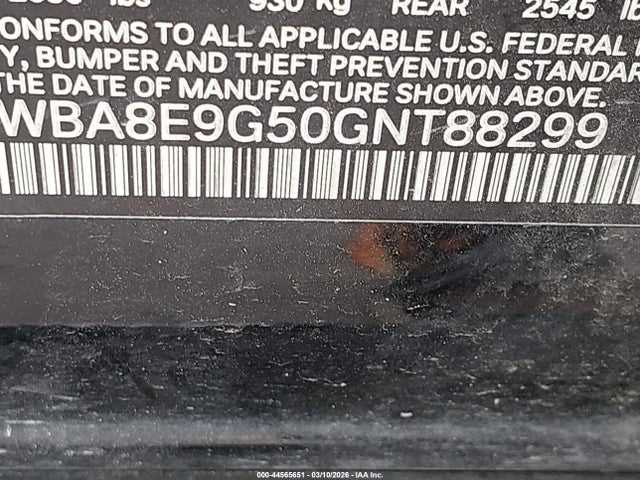 930 kg REAR 2545
CONFORMS TO ALL APPLICABLE U.S. FEDERAL
BUMPER AND THEFT PREVENTION
THE DATE OF MANUFACTURE SHOWN ABOVE.
WBA8E9G50GNT88299
000-44565651 - 03/10/2026 - IAA Inc.